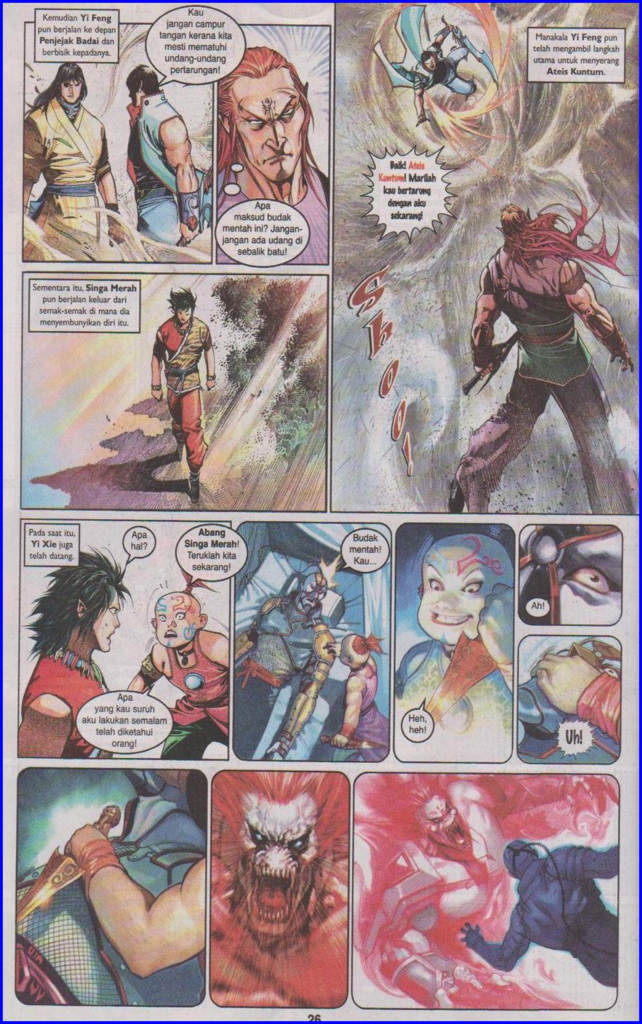 Kemudian Yi Feng
pun berjalan ke depan
Penjejak Badai dan
berbisik kepadanya.
Kau
jangan campur
tangan kerana kita
mesti mematuhi
undang-undang
pertarungan!
Apa
maksud budak
mentah ini? Jangan-
jangan ada udang di
sebalik batu!
Manakala Yi Feng pun
telah mengambil langkah
utama untuk menyerang
Ateis Kuntum.
Baik! Ateis
Kuntum! Marilah
kau bertarung
dengan aku
sekarang!
Skoo!
Sementara itu, Singa Merah
pun berjalan keluar dari
semak-semak di mana dia
menyembunyikan diri itu.
Pada saat itu,
Yi Xie juga
telah datang.
Apa
hal?
Abang
Singa Merah!
Teruklah kita
sekarang!
Apa
yang kau suruh
aku lakukan semalam
telah diketahui
orang!
Budak
mentah!
Kau...
Heh,
heh!
Ah!
Uh!
26